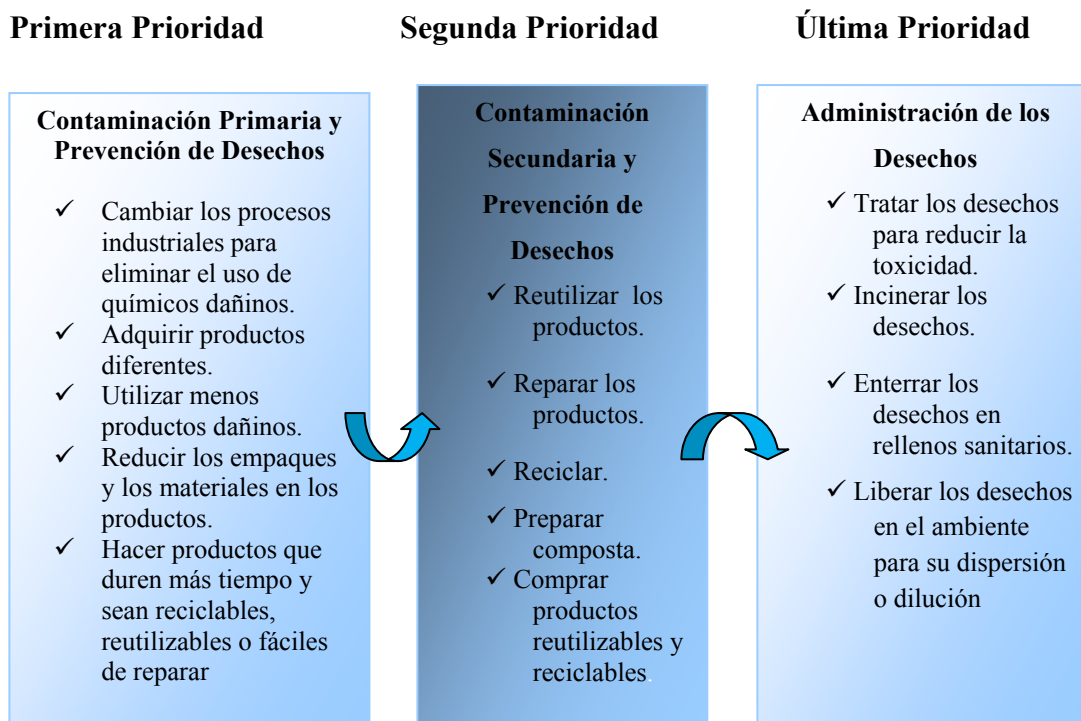 Primera Prioridad
Segunda Prioridad
Última Prioridad
Contaminación Primaria y
Prevención de Desechos
✓ Cambiar los procesos
industriales para
eliminar el uso de
químicos dañinos.
✓ Adquirir productos
diferentes.
✓ Utilizar menos
productos dañinos.
✓ Reducir los empaques
y los materiales en los
productos.
✓ Hacer productos que
duren más tiempo y
sean reciclables,
reutilizables o fáciles
de reparar
Contaminación
Secundaria y
Prevención de
Desechos
✓ Reutilizar los
productos.
✓ Reparar los
productos.
✓ Reciclar.
✓ Preparar
composta.
✓ Comprar
productos
reutilizables y
reciclables.
Administración de los
Desechos
✓ Tratar los desechos
para reducir la
toxicidad.
✓ Incinerar los
desechos.
✓ Enterrar los
desechos en
rellenos sanitarios.
✓ Liberar los desechos
en el ambiente
para su dispersión
o dilución